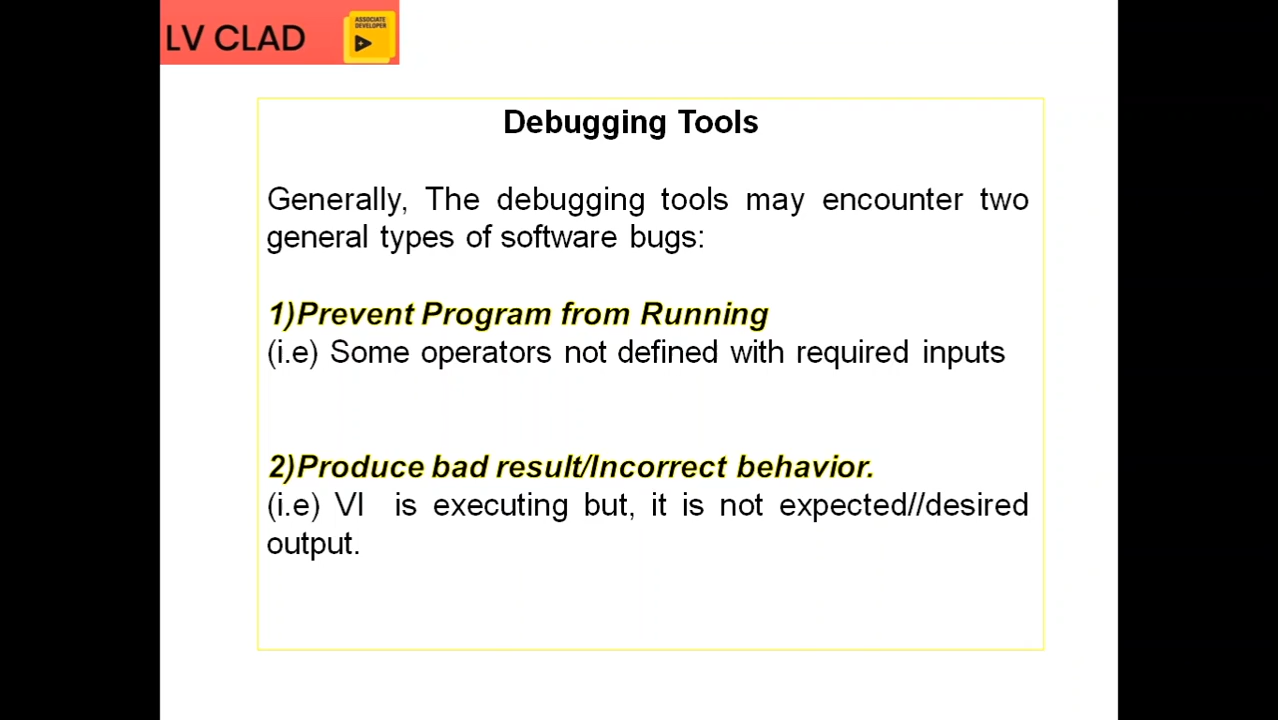 LV CLAD
ASSOCIATE
DEVELOPER
Debugging Tools
Generally, The debugging tools may encounter two
general types of software bugs:
1)Prevent Program from Running
(i.e) Some operators not defined with required inputs
2)Produce bad result/Incorrect behavior.
(i.e) VI is executing but, it is not expected//desired
output.